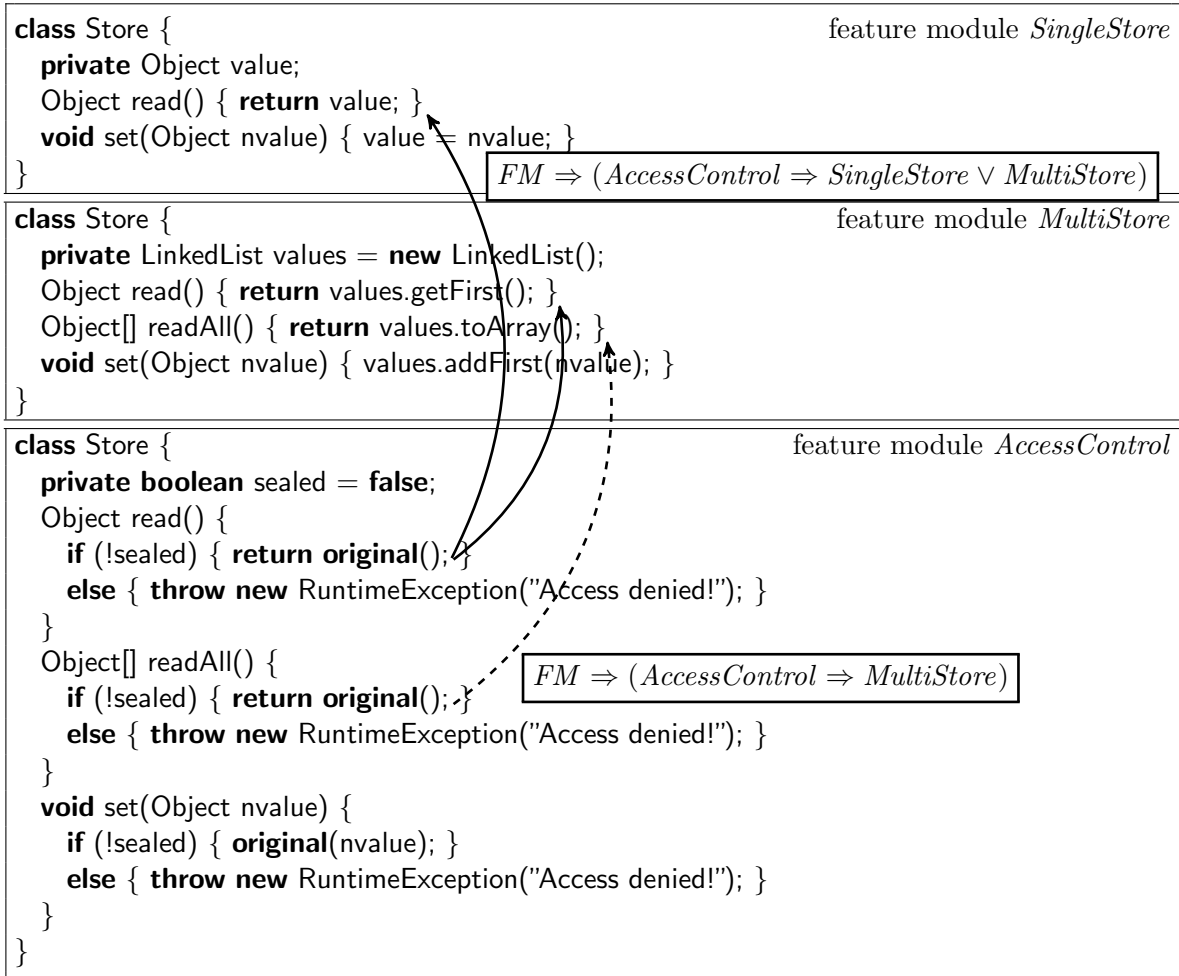 class Store { feature module SingleStore
private Object value;
Object read() { return value; }
void set(Object nvalue) { value = nvalue; }
}
FM ⇒ (AccessControl ⇒ SingleStore ∨ MultiStore)
class Store { feature module MultiStore
private LinkedList values = new LinkedList();
Object read() { return values.getFirst(); }
Object[] readAll() { return values.toArray(); }
void set(Object nvalue) { values.addFirst(nvalue); }
}
class Store { feature module AccessControl
private boolean sealed = false;
Object read() {
if (!sealed) { return original(); }
else { throw new RuntimeException("Access denied!"); }
}
Object[] readAll() {
FM ⇒ (AccessControl ⇒ MultiStore)
if (!sealed) { return original(); }
else { throw new RuntimeException("Access denied!"); }
}
void set(Object nvalue) {
if (!sealed) { original(nvalue); }
else { throw new RuntimeException("Access denied!"); }
}
}